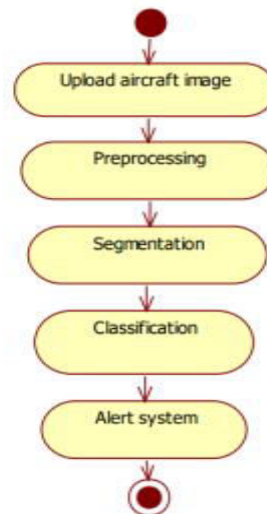 Upload aircraft image
Preprocessing
Segmentation
Classification
Alert system